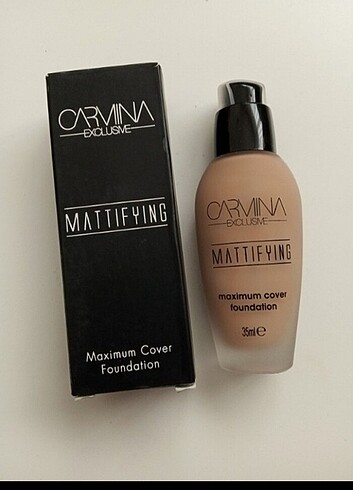 CARMINA
EXCLUSIVE
MATTIFYING
Maximum Cover
Foundation
CARMINA
EXCLUSIVE
MATTIFYING
maximum cover
foundation
35ml e